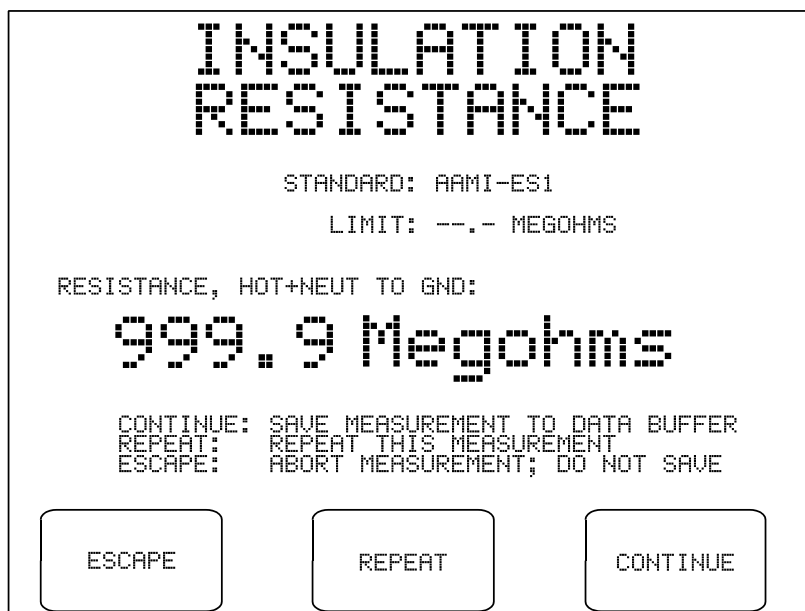 INSULATION
RESISTANCE
STANDARD: AAMI-ES1
LIMIT: --.- MEGOHMS
RESISTANCE, HOT+NEUT TO GND:
999.9 Megohms
CONTINUE: SAVE MEASUREMENT TO DATA BUFFER
REPEAT: REPEAT THIS MEASUREMENT
ESCAPE: ABORT MEASUREMENT; DO NOT SAVE
ESCAPE REPEAT CONTINUE